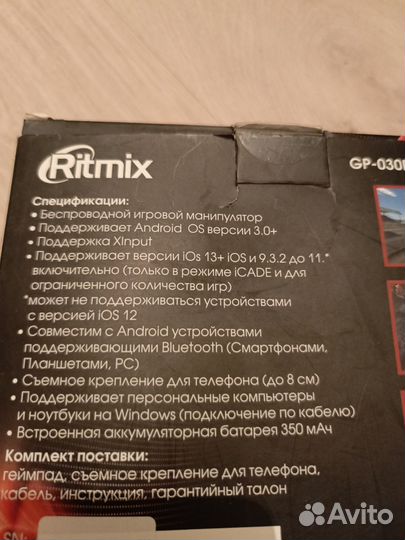 Ritmix
GP-030
Спецификации:
• Беспроводной игровой манипулятор
• Поддерживает Android OS версии 3.0+
• Поддержка XInput
• Поддерживает версии iOs 13+ iOS и 9.3.2 до 11.*
включительно (только в режиме iCADE и для
ограниченного количества игр)
*может не поддерживаться устройствами
с версией iOS 12
• Совместим с Android устройствами
поддерживающими Bluetooth (Смартфонами,
Планшетами, PC)
• Съемное крепление для телефона (до 8 см)
• Поддерживает персональные компьютеры
и ноутбуки на Windows (подключение по кабелю)
• Встроенная аккумуляторная батарея 350 мАч
Комплект поставки:
геймпад, съемное крепление для телефона,
кабель, инструкция, гарантийный талон
SN:
Avito